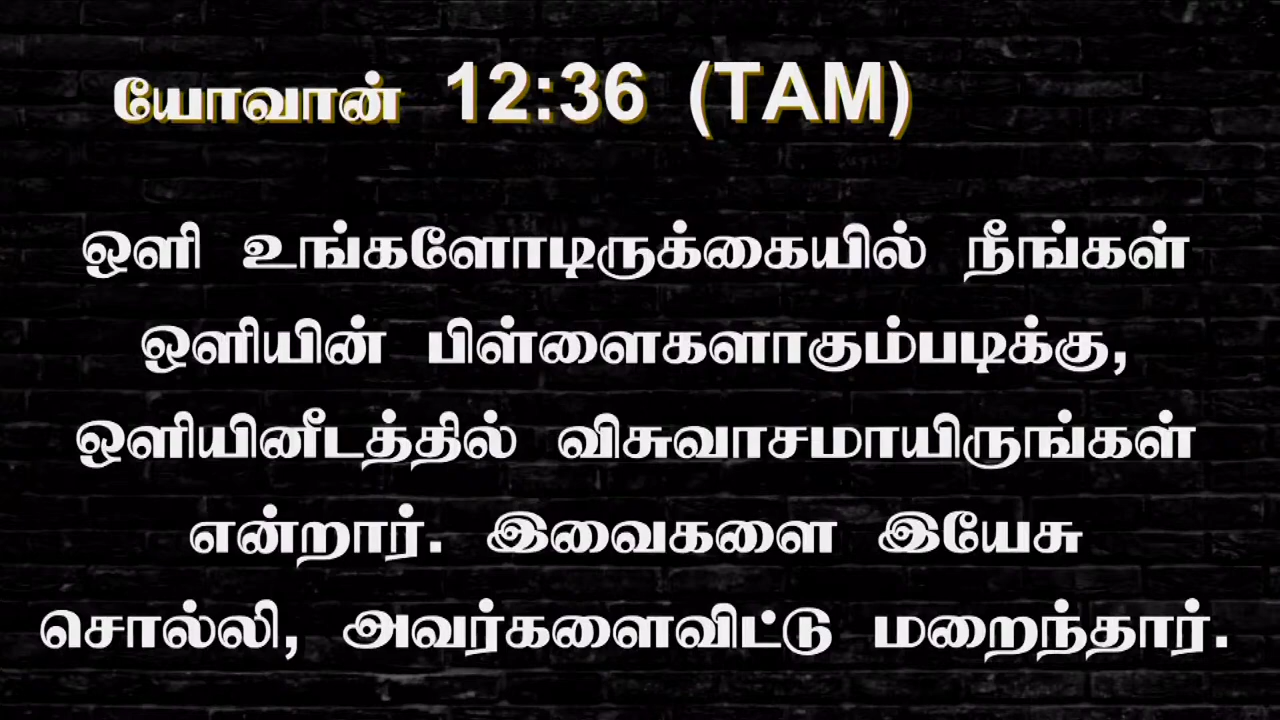 யோவான் 12:36 (TAM)
ஒளி உங்களோடிருக்கையில் நீங்கள்
ஒளியின் பிள்ளைகளாகும்படிக்கு,
ஒளியினீடத்தில் விசுவாசமாயிருங்கள்
என்றார். இவைகளை இயேசு
சொல்லி, அவர்களைவிட்டு மறைந்தார்.